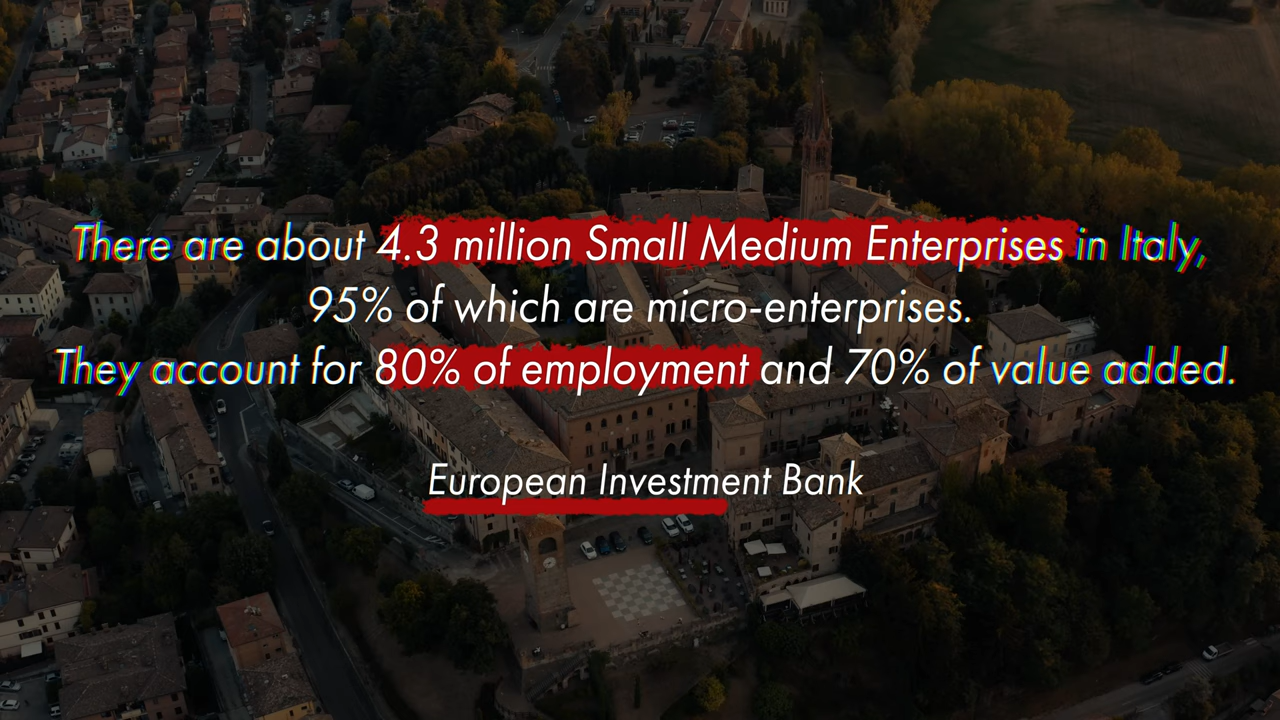 There are about 4.3 million Small Medium Enterprises in Italy,
95% of which are micro-enterprises.
They account for 80% of employment and 70% of value added.
European Investment Bank